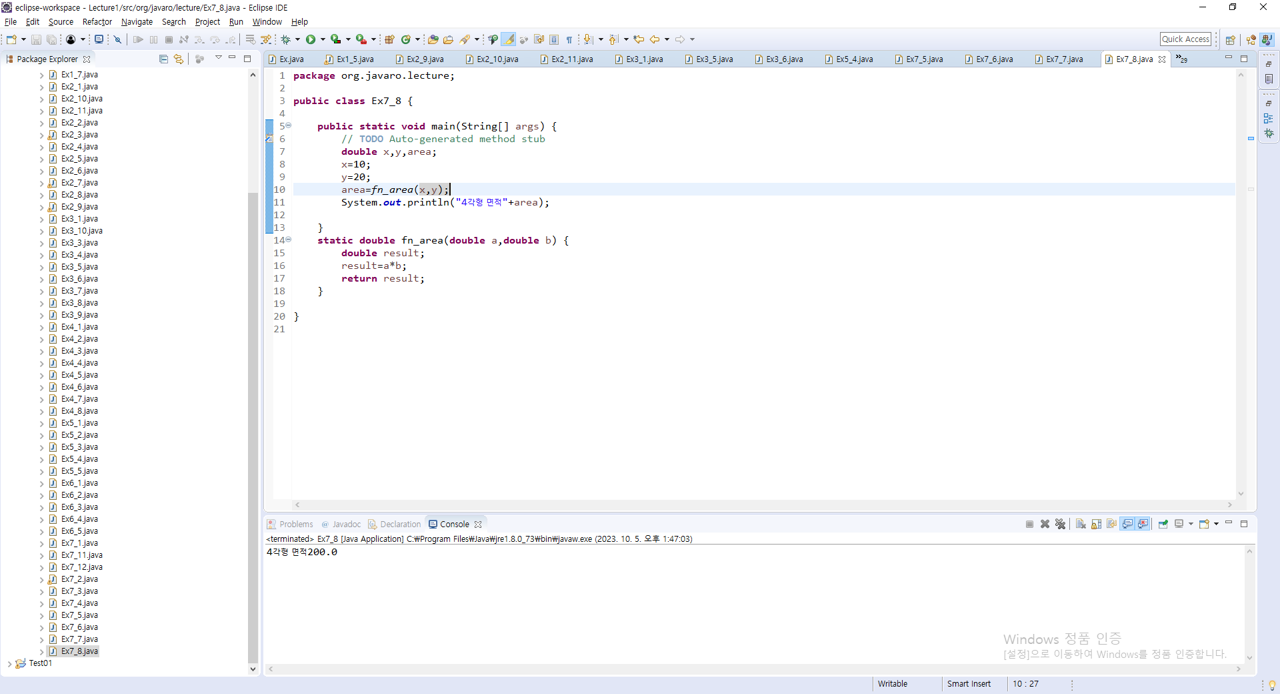 eclipse-workspace - Lecture1/src/org/javaro/lecture/Ex7_8.java - Eclipse IDE
File Edit Source Refactor Navigate Search Project Run Window Help
Quick Access
Package Explorer
Ex1_7.java
Ex2_1.java
Ex2_10.java
Ex2_11.java
Ex2_2.java
Ex2_3.java
Ex2_4.java
Ex2_5.java
Ex2_6.java
Ex2_7.java
Ex2_8.java
Ex2_9.java
Ex3_1.java
Ex3_10.java
Ex3_3.java
Ex3_4.java
Ex3_5.java
Ex3_6.java
Ex3_7.java
Ex3_8.java
Ex3_9.java
Ex4_1.java
Ex4_2.java
Ex4_3.java
Ex4_4.java
Ex4_5.java
Ex4_6.java
Ex4_7.java
Ex4_8.java
Ex5_1.java
Ex5_2.java
Ex5_3.java
Ex5_4.java
Ex5_5.java
Ex6_1.java
Ex6_2.java
Ex6_3.java
Ex6_4.java
Ex6_5.java
Ex7_1.java
Ex7_11.java
Ex7_12.java
Ex7_2.java
Ex7_3.java
Ex7_4.java
Ex7_5.java
Ex7_6.java
Ex7_7.java
Ex7_8.java
Test01
Ex.java Ex1_5.java Ex2_9.java Ex2_10.java Ex2_11.java Ex3_1.java Ex3_5.java Ex3_6.java Ex5_4.java Ex7_5.java Ex7_6.java Ex7_7.java Ex7_8.java »29
1 package org.javaro.lecture;
2
3 public class Ex7_8 {
4
5 public static void main(String[] args) {
6 // TODO Auto-generated method stub
7 double x,y,area;
8 x=10;
9 y=20;
10 area=fn_area(x,y);
11 System.out.println("4각형 면적"+area);
12
13 }
14 static double fn_area(double a,double b) {
15 double result;
16 result=a*b;
17 return result;
18 }
19
20 }
21
Problems Javadoc Declaration Console
<terminated> Ex7_8 [Java Application] C:₩Program Files₩Java₩jre1.8.0_73₩bin₩javaw.exe (2023. 10. 5. 오후 1:47:03)
4각형 면적200.0
Windows 정품 인증
[설정]으로 이동하여 Windows를 정품 인증합니다.
Writable Smart Insert 10 : 27